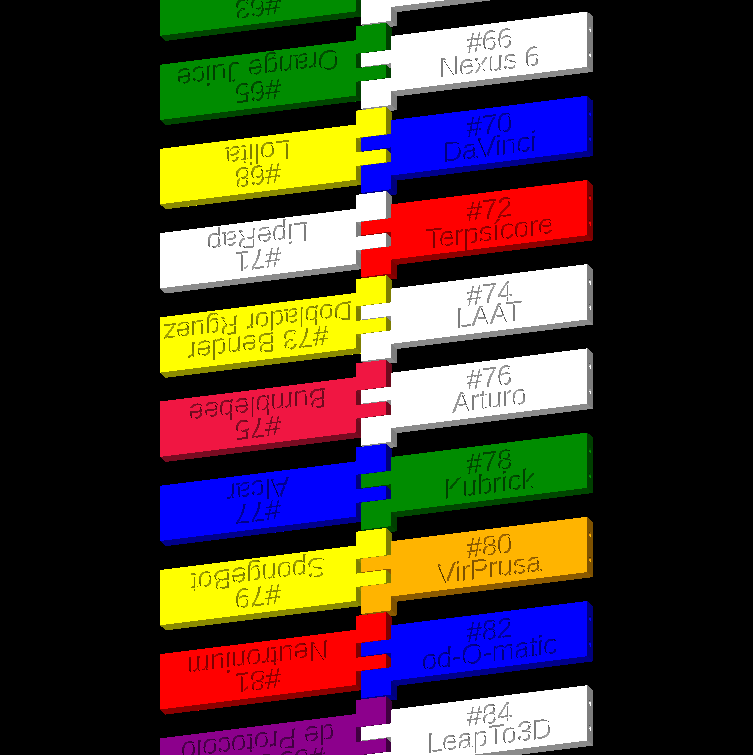 #63
#65
Orange Juice
#66
Nexus 6
#68
Lolita
#70
DaVinci
#71
LipeRap
#72
Terpsícore
#73 Bender
Doblador Rguez
#74
LAAT
#75
Bumblebee
#76
Arturo
#77
Alcar
#78
Kubrick
#79
SpongeBot
#80
VirPrusa
#81
Neutronium
#82
od-O-matic
de Protocolo
#84
LeapTo3D